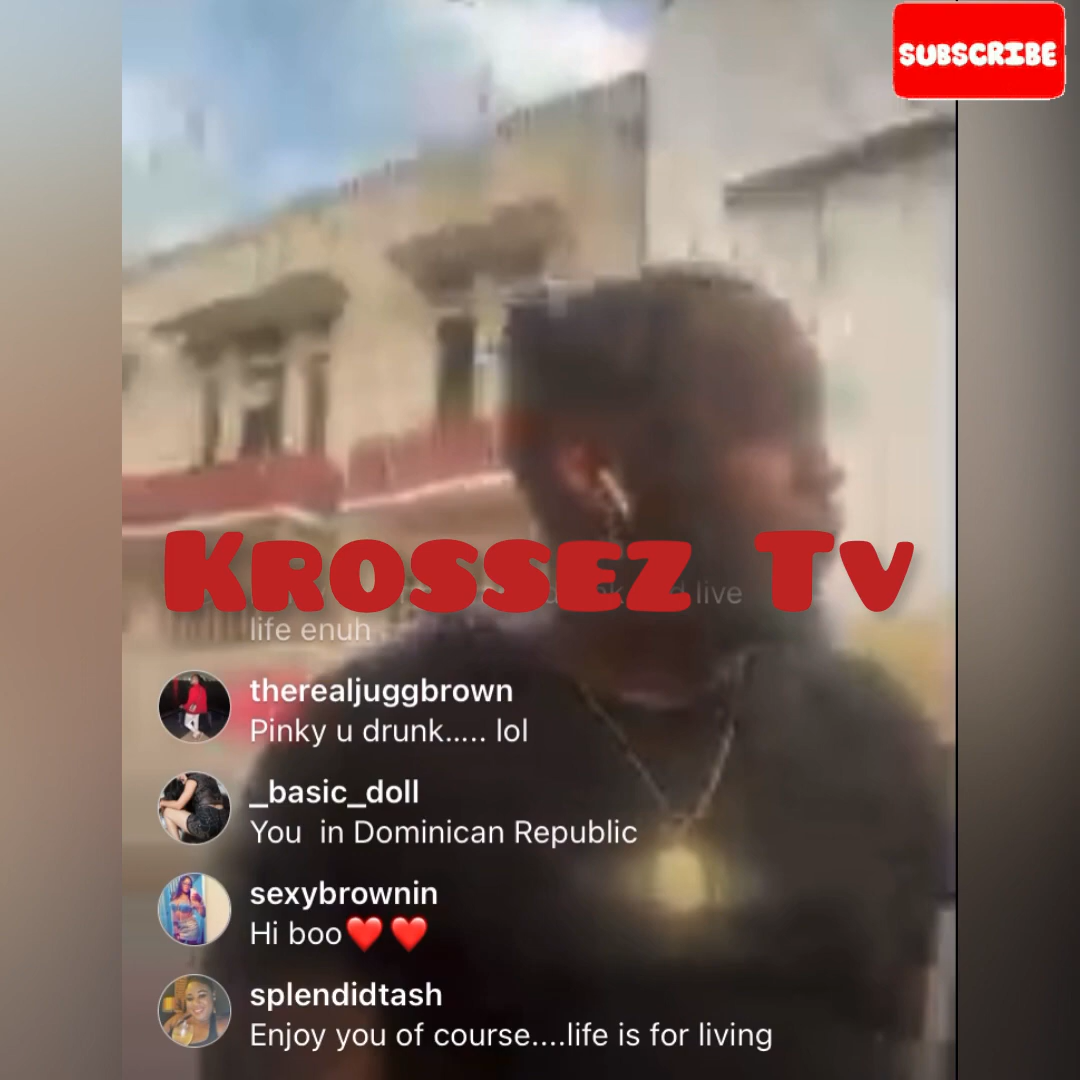 SUBSCRIBE
KROSSEZ TV
live
life enuh
therealjuggbrown
Pinky u drunk..... lol
_basic_doll
You in Dominican Republic
sexybrownin
Hi boo❤️❤️
splendidtash
Enjoy you of course....life is for living